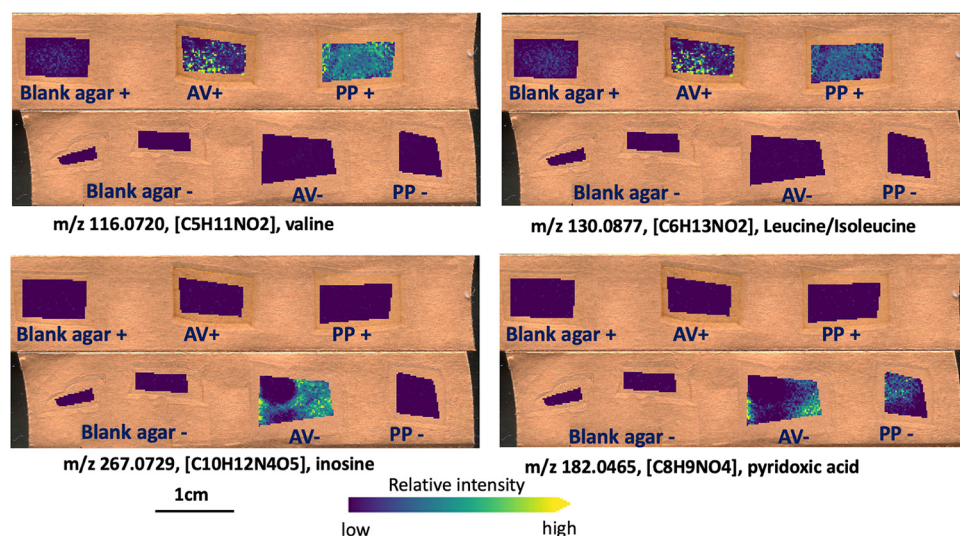 Blank agar + AV+ PP +
Blank agar - AV- PP -
m/z 116.0720, [C5H11NO2], valine
Blank agar + AV+ PP +
Blank agar - AV- PP -
m/z 130.0877, [C6H13NO2], Leucine/Isoleucine
Blank agar + AV+ PP +
Blank agar - AV- PP -
m/z 267.0729, [C10H12N4O5], inosine
Blank agar + AV+ PP +
Blank agar - AV- PP -
m/z 182.0465, [C8H9NO4], pyridoxic acid
1cm
Relative intensity
low high